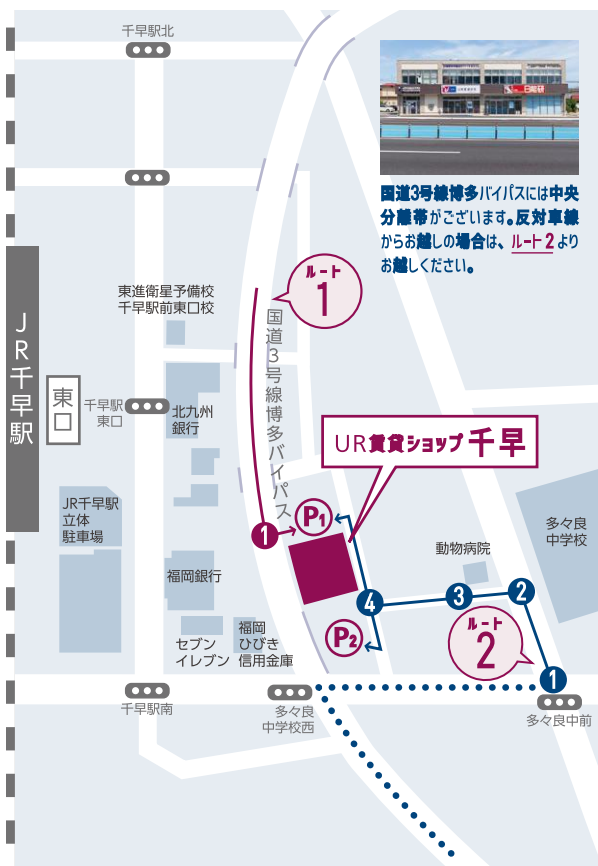 千早駅北
国道3号線博多バイパスには中央
分離帯がございます。反対車線
からお越しの場合は、ルート2より
お越しください。
ルート
1
東進衛星予備校
千早駅前東口校
国道3号線博多バイパス
JR千早駅
東口
千早駅
東口
北九州
銀行
UR賃貸ショップ 千早
JR千早駅
立体
駐車場
P1
1
多々良
中学校
動物病院
福岡銀行
4
3
2
P2
ルート
2
セブン
イレブン
福岡
ひびき
信用金庫
1
千早駅南
多々良
中学校西
多々良中前